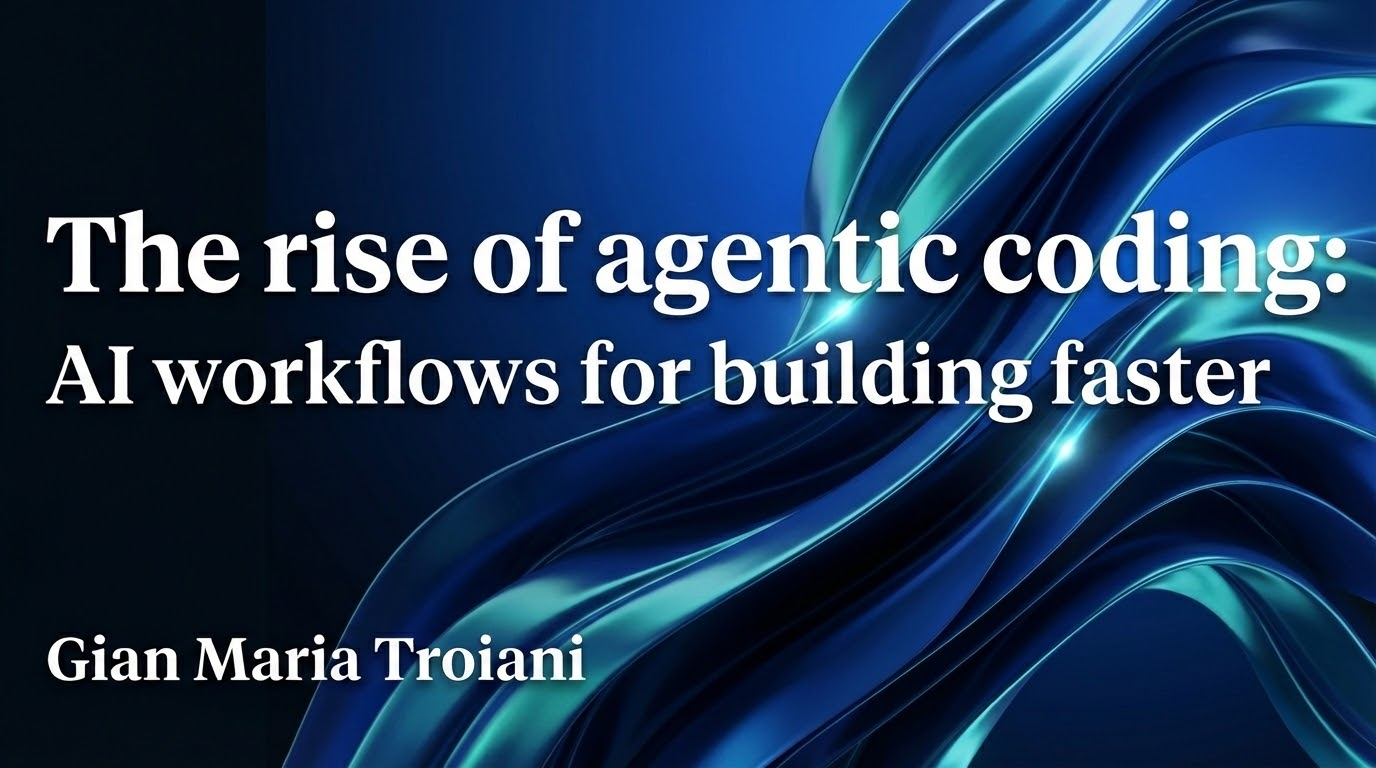 The rise of agentic coding:
AI workflows for building faster
Gian Maria Troiani